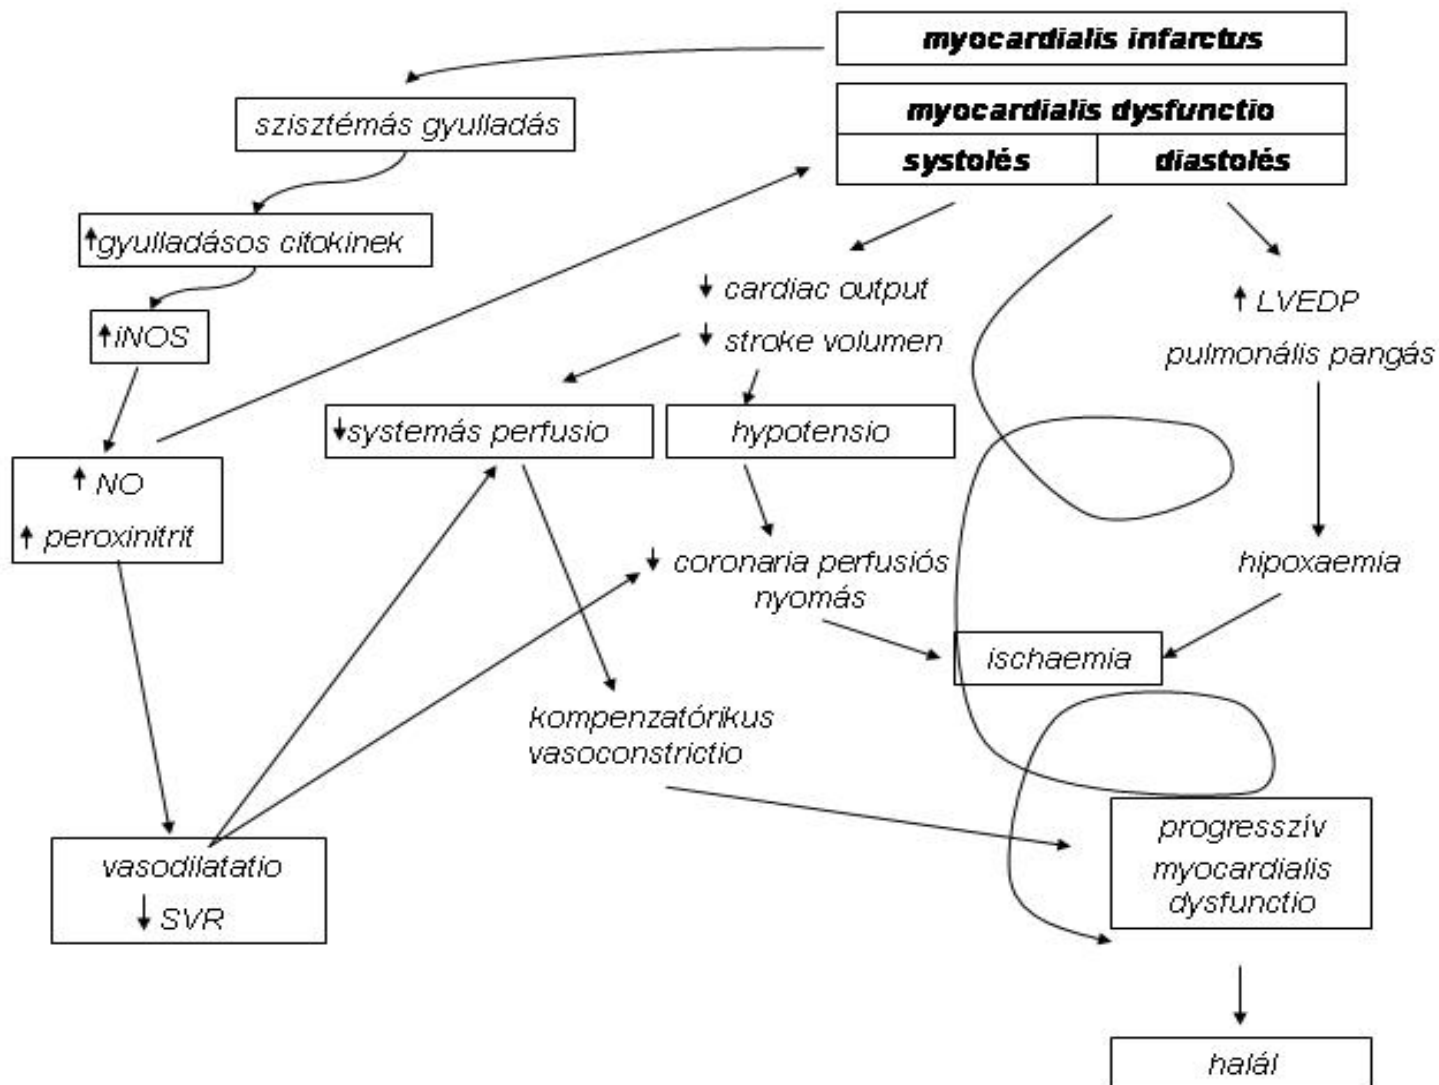 myocardialis infarctus
myocardialis dysfunctio
systolés
diastolés
szisztémás gyulladás
↑gyulladásos citokinek
↑iNOS
↑ NO
↑ peroxinitrit
vasodilatatio
↓ SVR
↓ cardiac output
↓ stroke volumen
↓systemás perfusio
hypotensio
↓ coronaria perfusiós
nyomás
kompenzatórikus
vasoconstrictio
↑ LVEDP
pulmonális pangás
hipoxaemia
ischaemia
progresszív
myocardialis
dysfunctio
halál